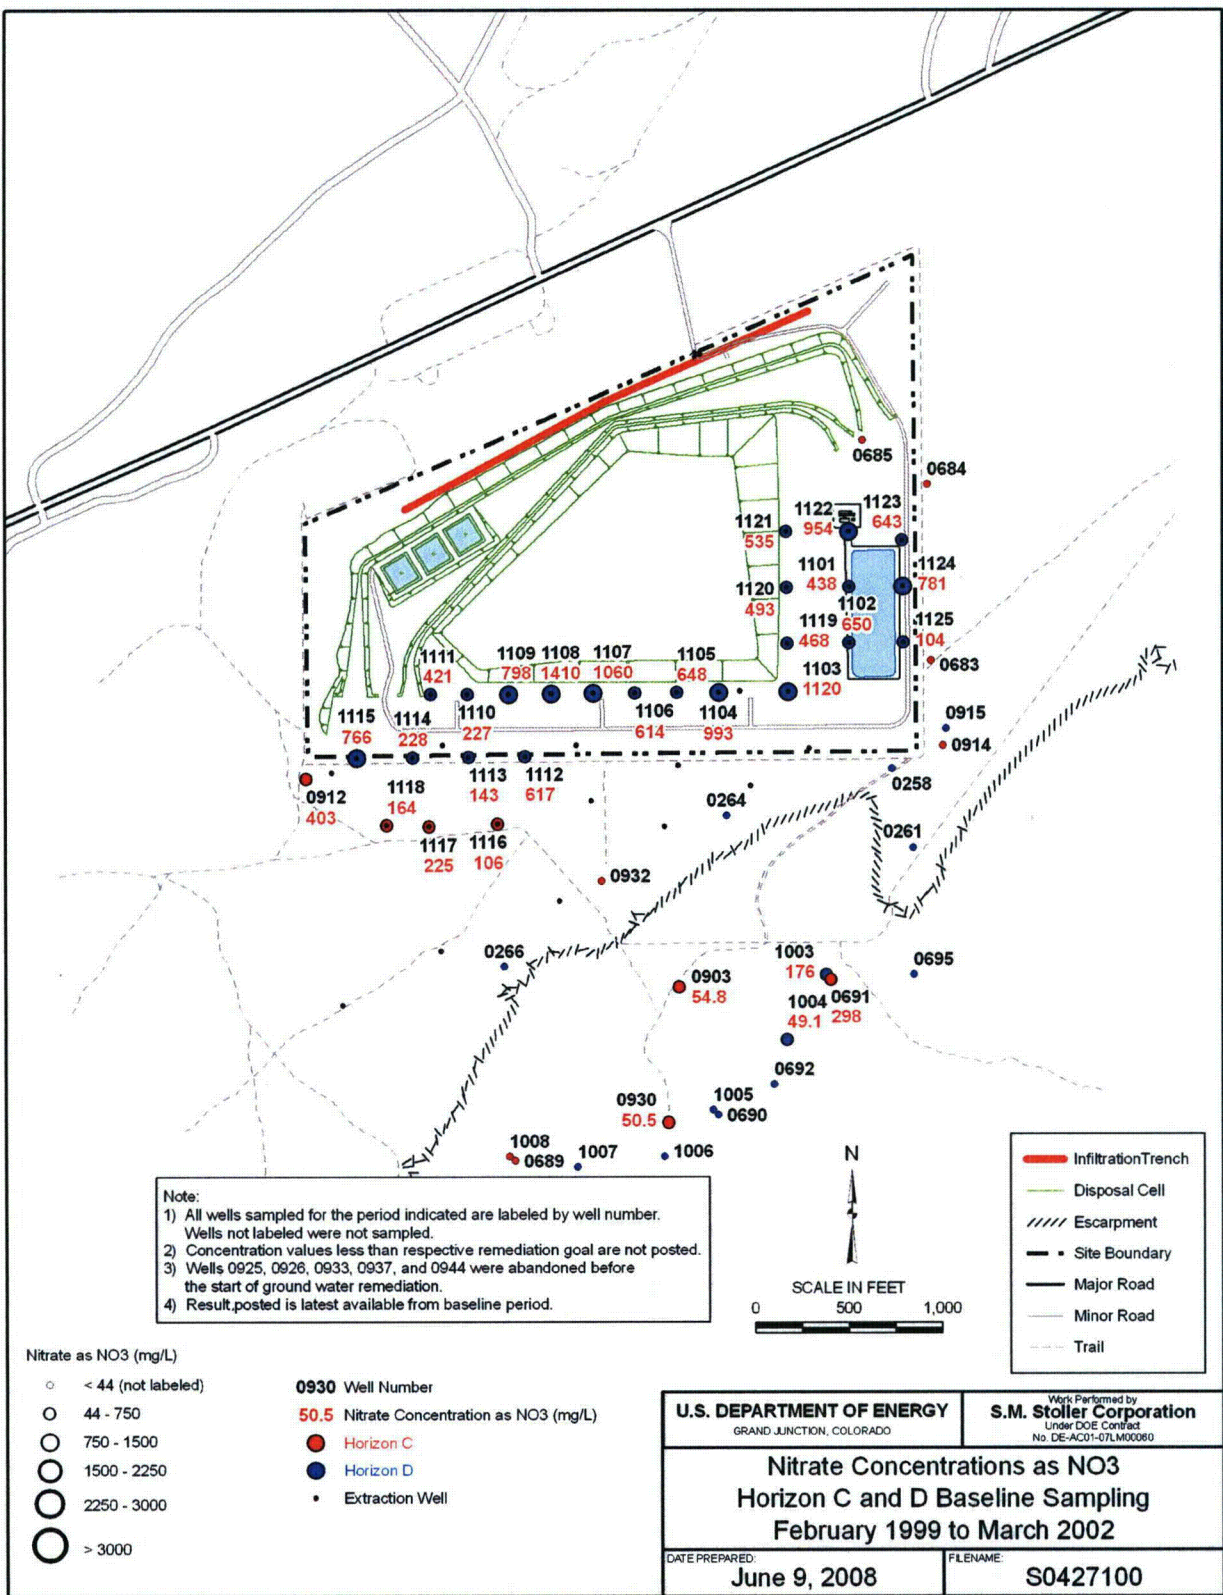 0685
0684
1122
1123
1121
954
643
535
1101
1124
438
781
1120
1102
493
650
1119
1125
468
104
1109
1108
1107
1105
1103
0683
1111
798
1410
1060
648
1120
421
1115
1114
1110
1106
1104
0915
766
228
227
614
993
0914
0912
1118
1113
1112
0258
403
164
143
617
0264
1117
1116
0261
225
106
0932
0266
1003
0695
0903
176
54.8
1004
0691
49.1
298
0692
0930
1005
50.5
0690
1008
1007
1006
0689
N
SCALE IN FEET
0 500 1,000
Note:
1) All wells sampled for the period indicated are labeled by well number.
Wells not labeled were not sampled.
2) Concentration values less than respective remediation goal are not posted.
3) Wells 0925, 0926, 0933, 0937, and 0944 were abandoned before
the start of ground water remediation.
4) Result.posted is latest available from baseline period.
InfiltrationTrench
Disposal Cell
Escarpment
Site Boundary
Major Road
Minor Road
Trail
Nitrate as NO3 (mg/L)
< 44 (not labeled)
44 - 750
750 - 1500
1500 - 2250
2250 - 3000
> 3000
0930 Well Number
50.5 Nitrate Concentration as NO3 (mg/L)
Horizon C
Horizon D
Extraction Well
U.S. DEPARTMENT OF ENERGY
GRAND JUNCTION, COLORADO
Work Performed by
S.M. Stoller Corporation
Under DOE Contract
No. DE-AC01-07LM00060
Nitrate Concentrations as NO3
Horizon C and D Baseline Sampling
February 1999 to March 2002
DATE PREPARED:
June 9, 2008
FILENAME:
S0427100